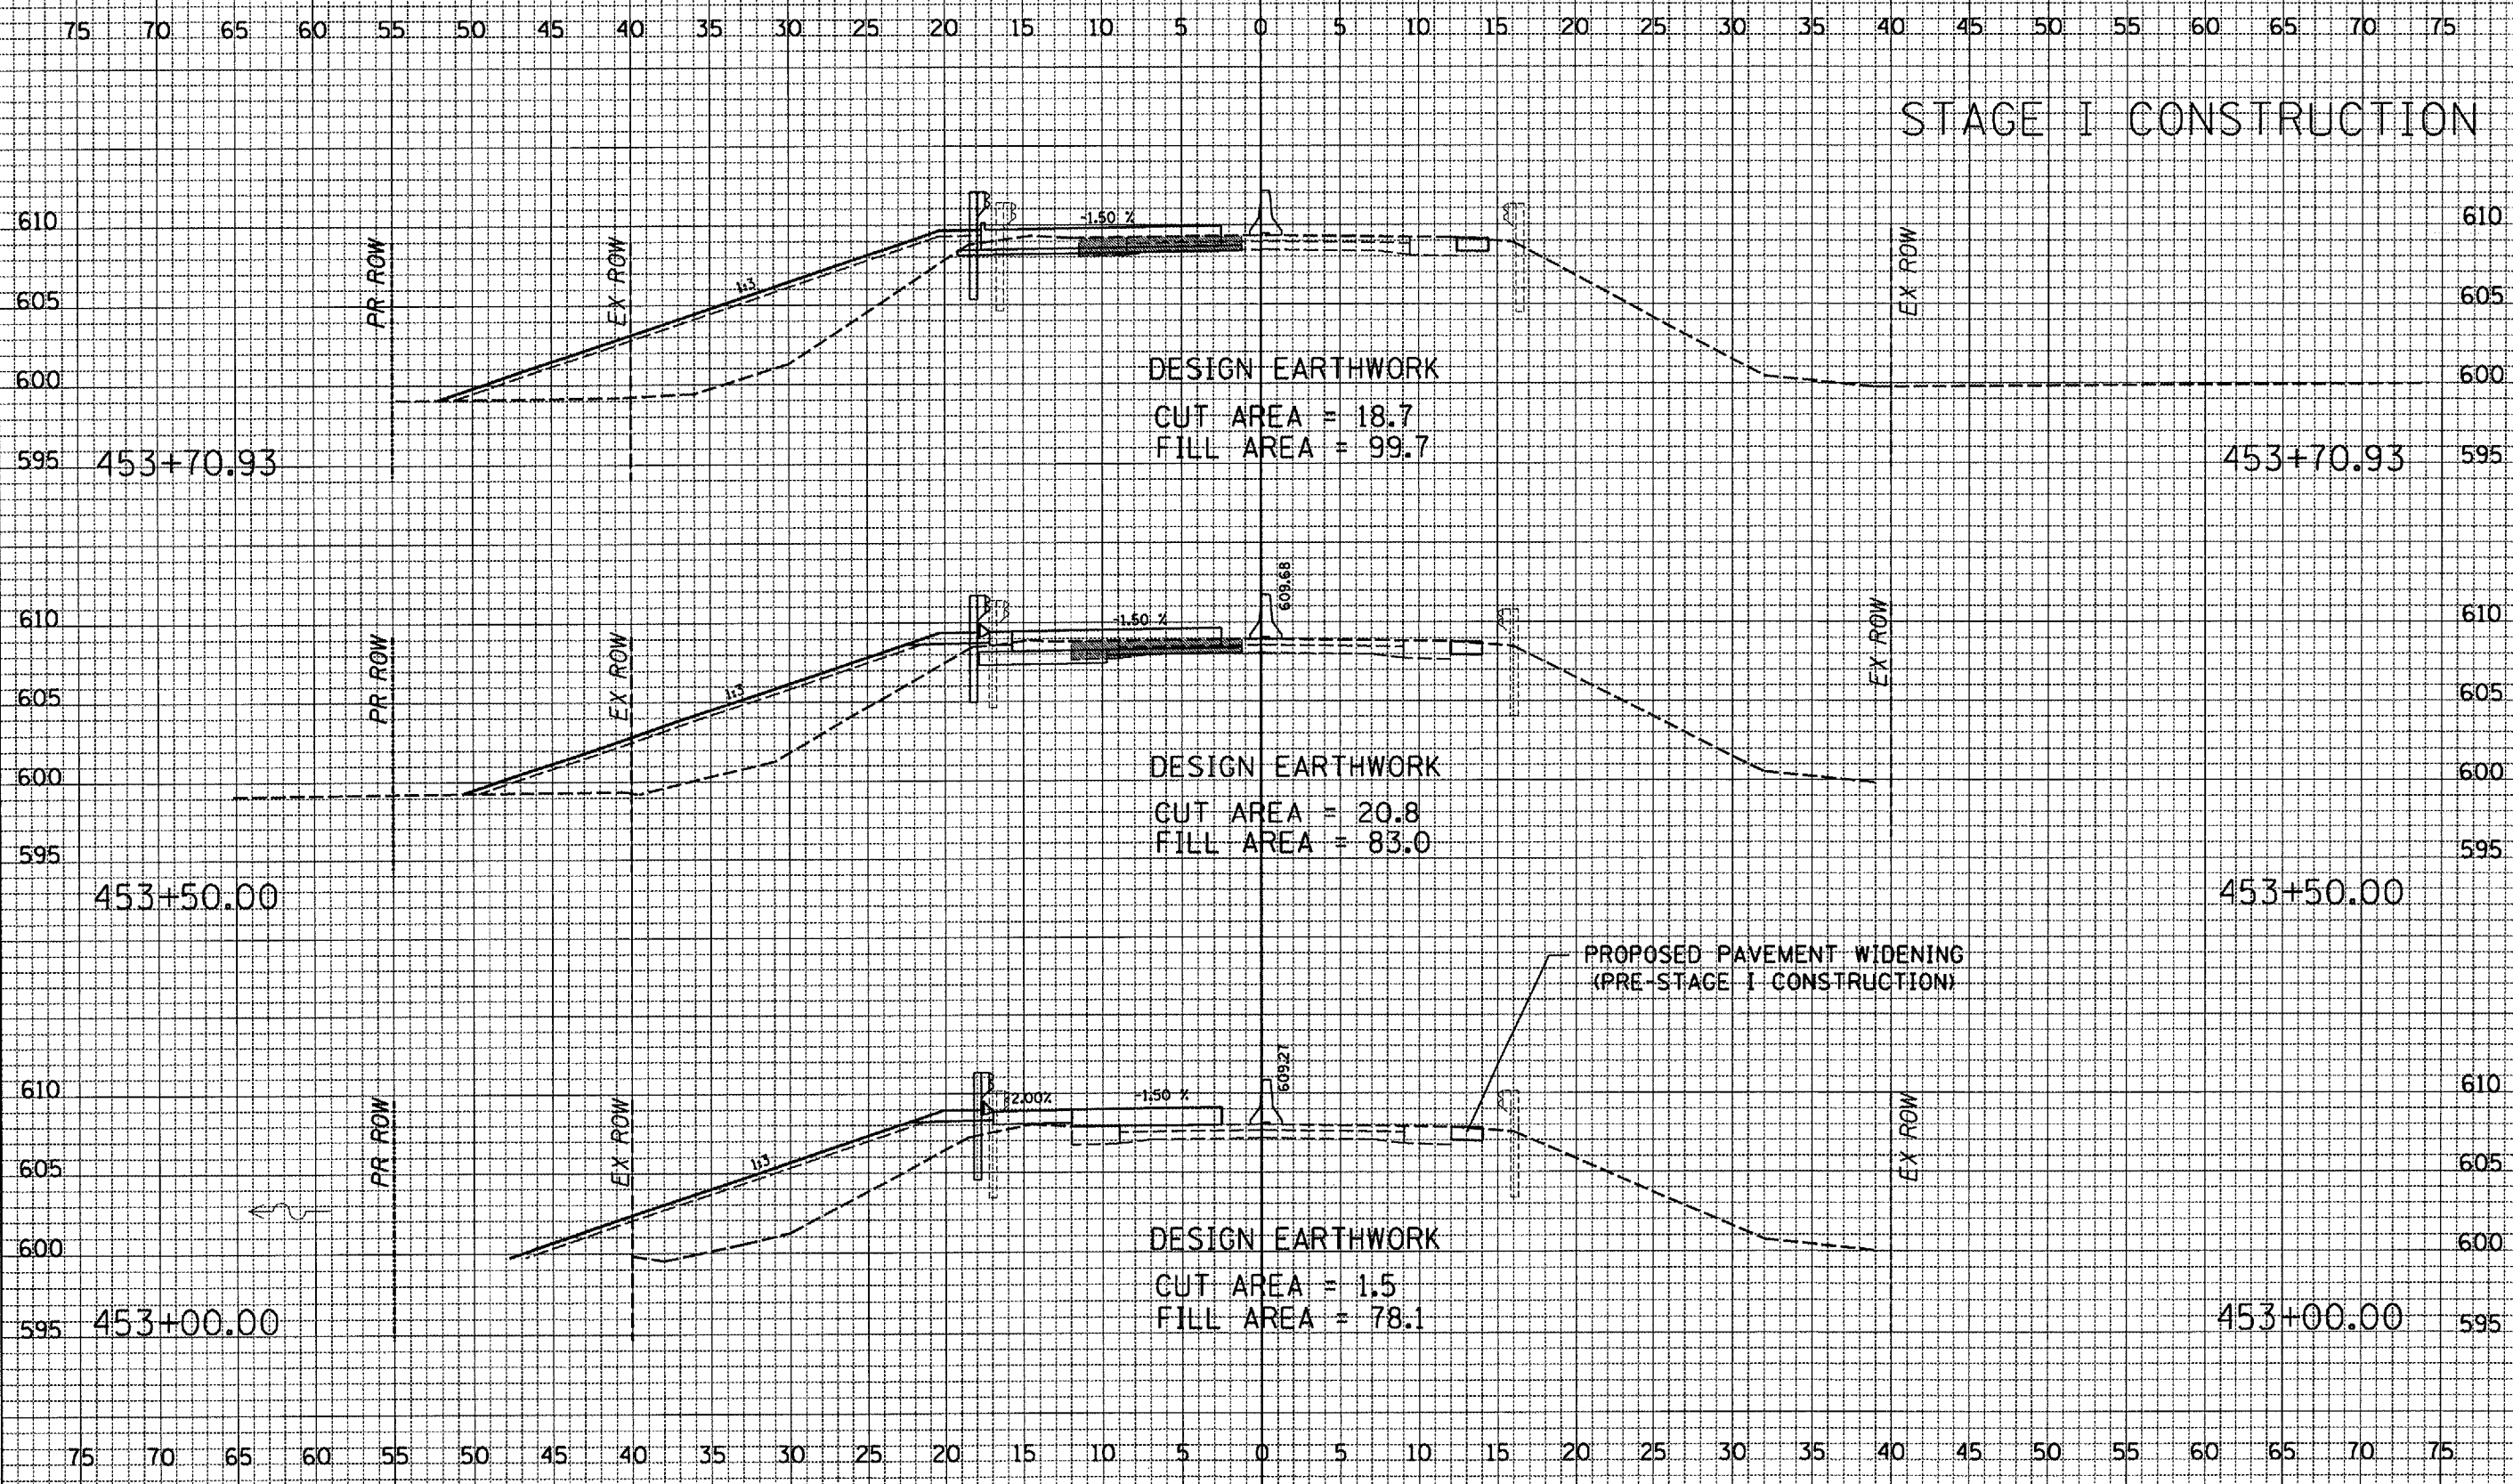 75 70 65 60 55 50 45 40 35 30 25 20 15 10 5 0 5 10 15 20 25 30 35 40 45 50 55 60 65 70 75
STAGE I CONSTRUCTION
-1.50 %
610 610
PR ROW EX ROW EX ROW
1:3
605 605
DESIGN EARTHWORK
600 600
CUT AREA = 18.7
FILL AREA = 99.7
595 453+70.93 453+70.93 595
609.68
-1.50 %
610 610
PR ROW EX ROW EX ROW
1:3
605 605
DESIGN EARTHWORK
600 600
CUT AREA = 20.8
FILL AREA = 83.0
595 595
453+50.00 453+50.00
PROPOSED PAVEMENT WIDENING
(PRE-STAGE I CONSTRUCTION)
609.27
610 610
-2.00% -1.50 %
PR ROW EX ROW EX ROW
1:3
605 605
DESIGN EARTHWORK
600 600
CUT AREA = 1.5
FILL AREA = 78.1
595 453+00.00 453+00.00 595
75 70 65 60 55 50 45 40 35 30 25 20 15 10 5 0 5 10 15 20 25 30 35 40 45 50 55 60 65 70 75